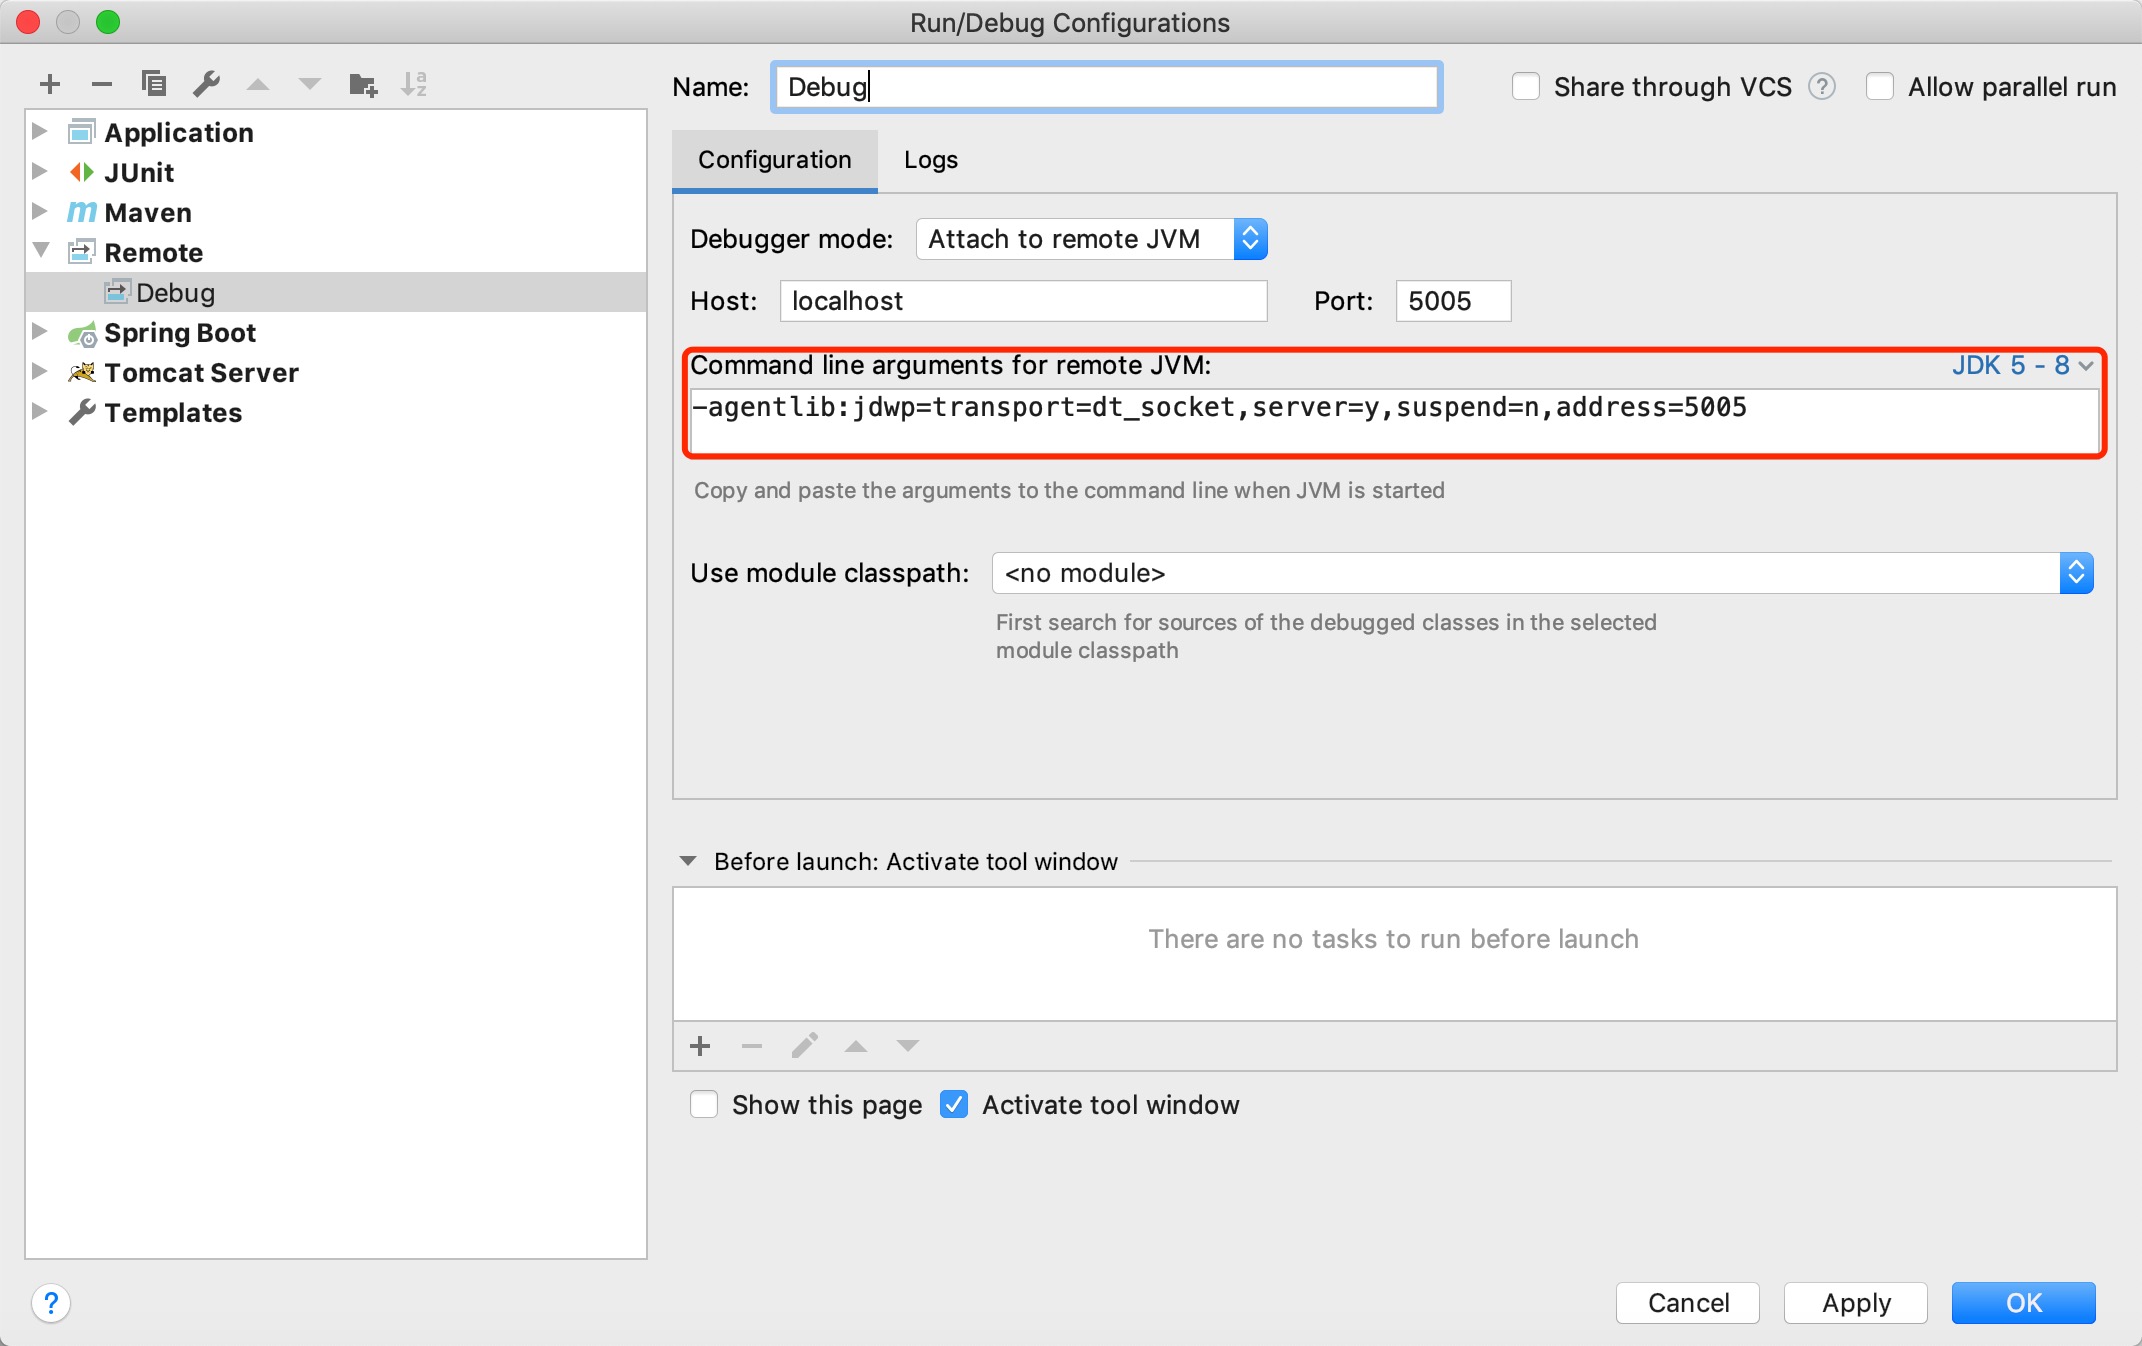 Run/Debug Configurations
Name: Debug
Share through VCS ?
Allow parallel run
Application
JUnit
Maven
Remote
Debug
Spring Boot
Tomcat Server
Templates
Configuration Logs
Debugger mode: Attach to remote JVM
Host: localhost Port: 5005
Command line arguments for remote JVM: JDK 5 - 8
-agentlib:jdwp=transport=dt_socket,server=y,suspend=n,address=5005
Copy and paste the arguments to the command line when JVM is started
Use module classpath: <no module>
First search for sources of the debugged classes in the selected
module classpath
Before launch: Activate tool window
There are no tasks to run before launch
Show this page Activate tool window
? Cancel Apply OK